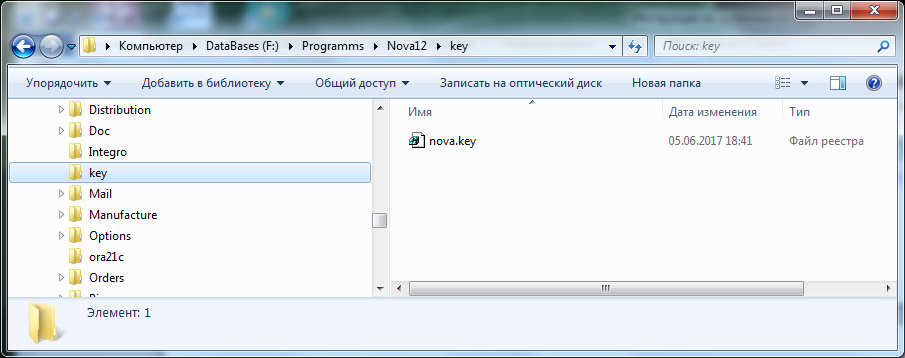 Компьютер DataBases (F:) Programms Nova12 key
Поиск: key
Упорядочить Добавить в библиотеку Общий доступ Записать на оптический диск Новая папка
Distribution
Doc
Integro
key
Mail
Manufacture
Options
ora21c
Orders
Имя Дата изменения Тип
nova.key 05.06.2017 18:41 Файл реестра
Элемент: 1